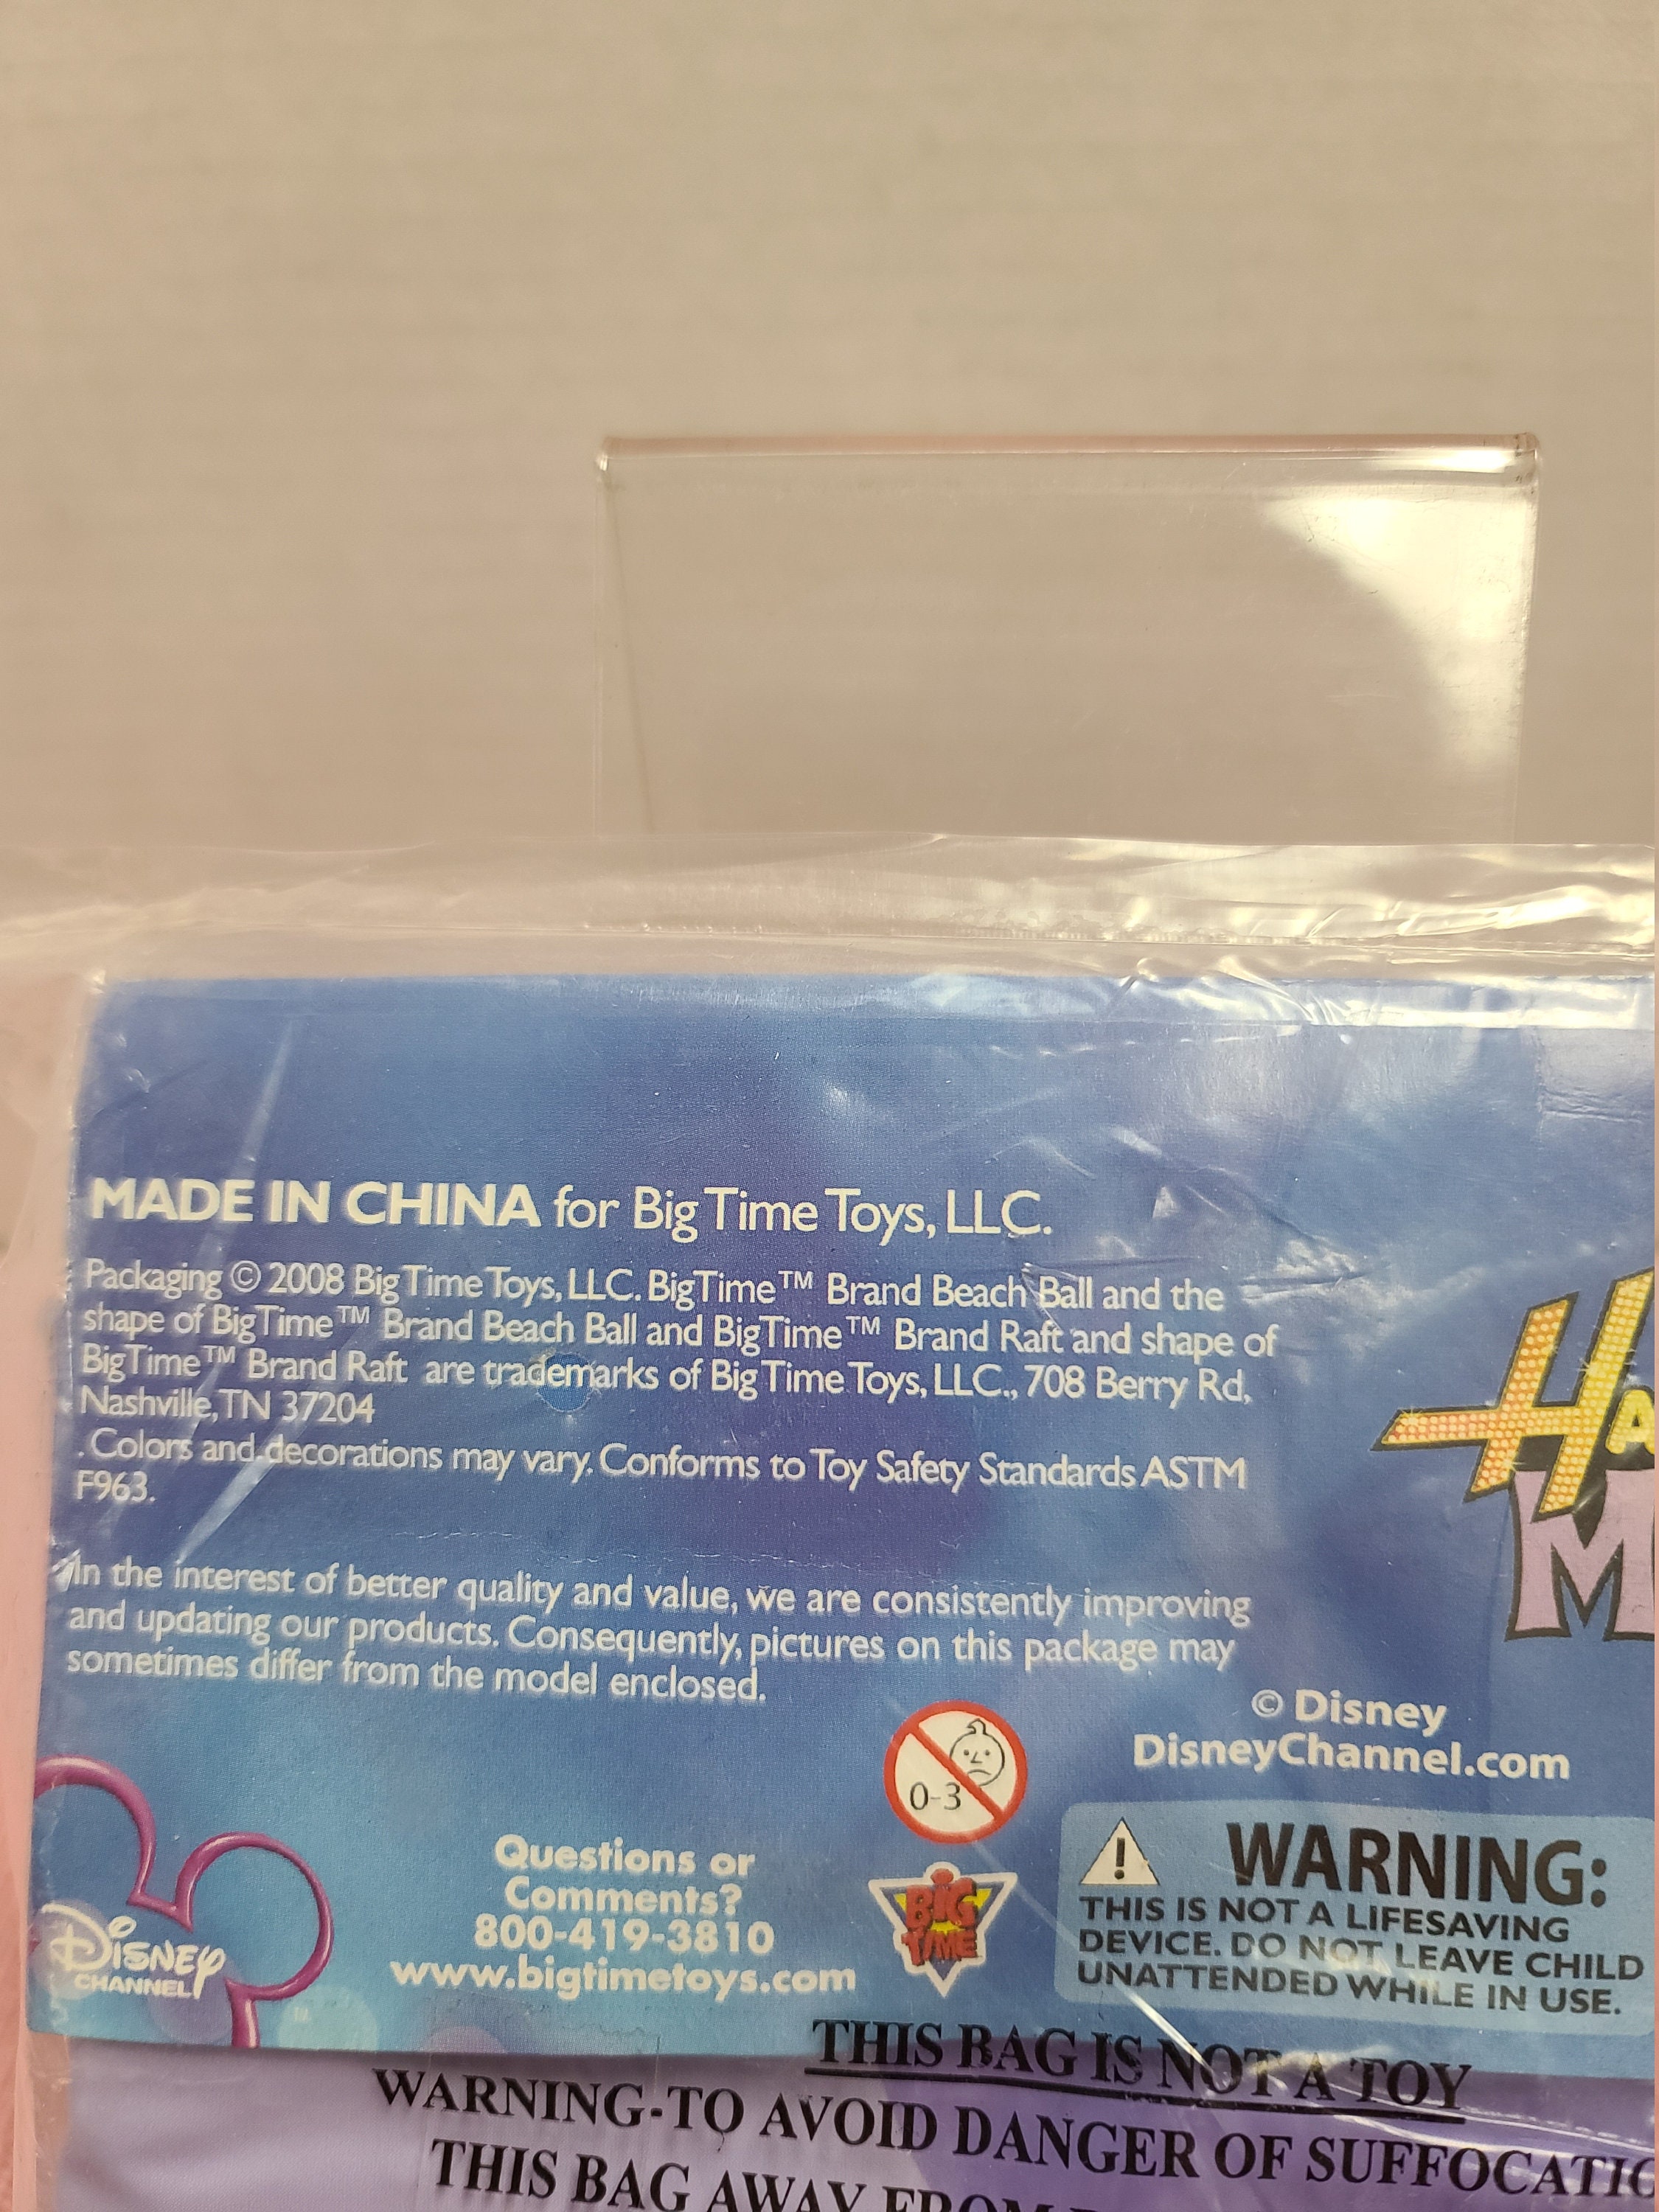 MADE IN CHINA for Big Time Toys, LLC.
Packaging © 2008 Big Time Toys, LLC. BigTime™ Brand Beach Ball and the
shape of BigTime™ Brand Beach Ball and BigTime™ Brand Raft and shape of
BigTime™ Brand Raft are trademarks of Big Time Toys, LLC., 708 Berry Rd,
Nashville, TN 37204
. Colors and decorations may vary. Conforms to Toy Safety Standards ASTM
F963.
In the interest of better quality and value, we are consistently improving
and updating our products. Consequently, pictures on this package may
sometimes differ from the model enclosed.
HA
M
© Disney
DisneyChannel.com
0-3
Questions or
Comments?
800-419-3810
www.bigtimetoys.com
BIG
TIME
DISNEY
CHANNEL
! WARNING:
THIS IS NOT A LIFESAVING
DEVICE. DO NOT LEAVE CHILD
UNATTENDED WHILE IN USE.
THIS BAG IS NOT A TOY
WARNING-TO AVOID DANGER OF SUFFOCATIO
THIS BAG AWAY FROM